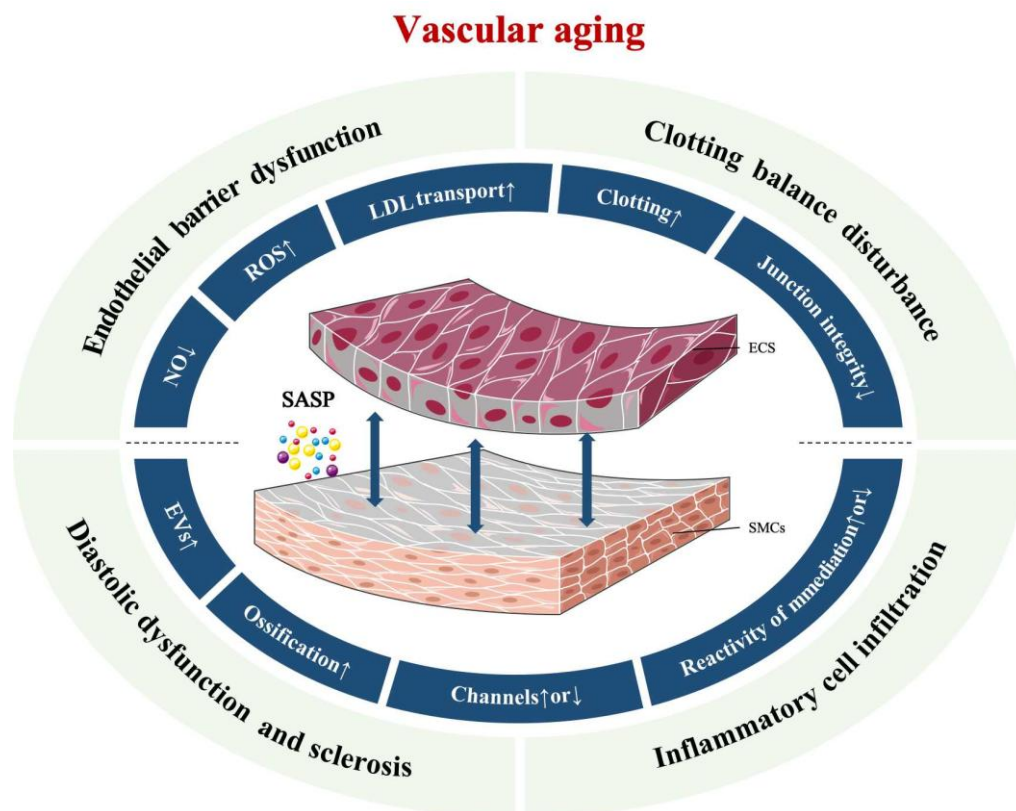 Vascular aging
Endothelial barrier dysfunction
Clotting balance disturbance
NO↓
ROS↑
LDL transport↑
Clotting↑
Junction integrity↓
ECS
SASP
SMCs
EVs↑
Ossification↑
Channels↑or↓
Reactivity of mmediation↑or↓
Diastolic dysfunction and sclerosis
Inflammatory cell infiltration